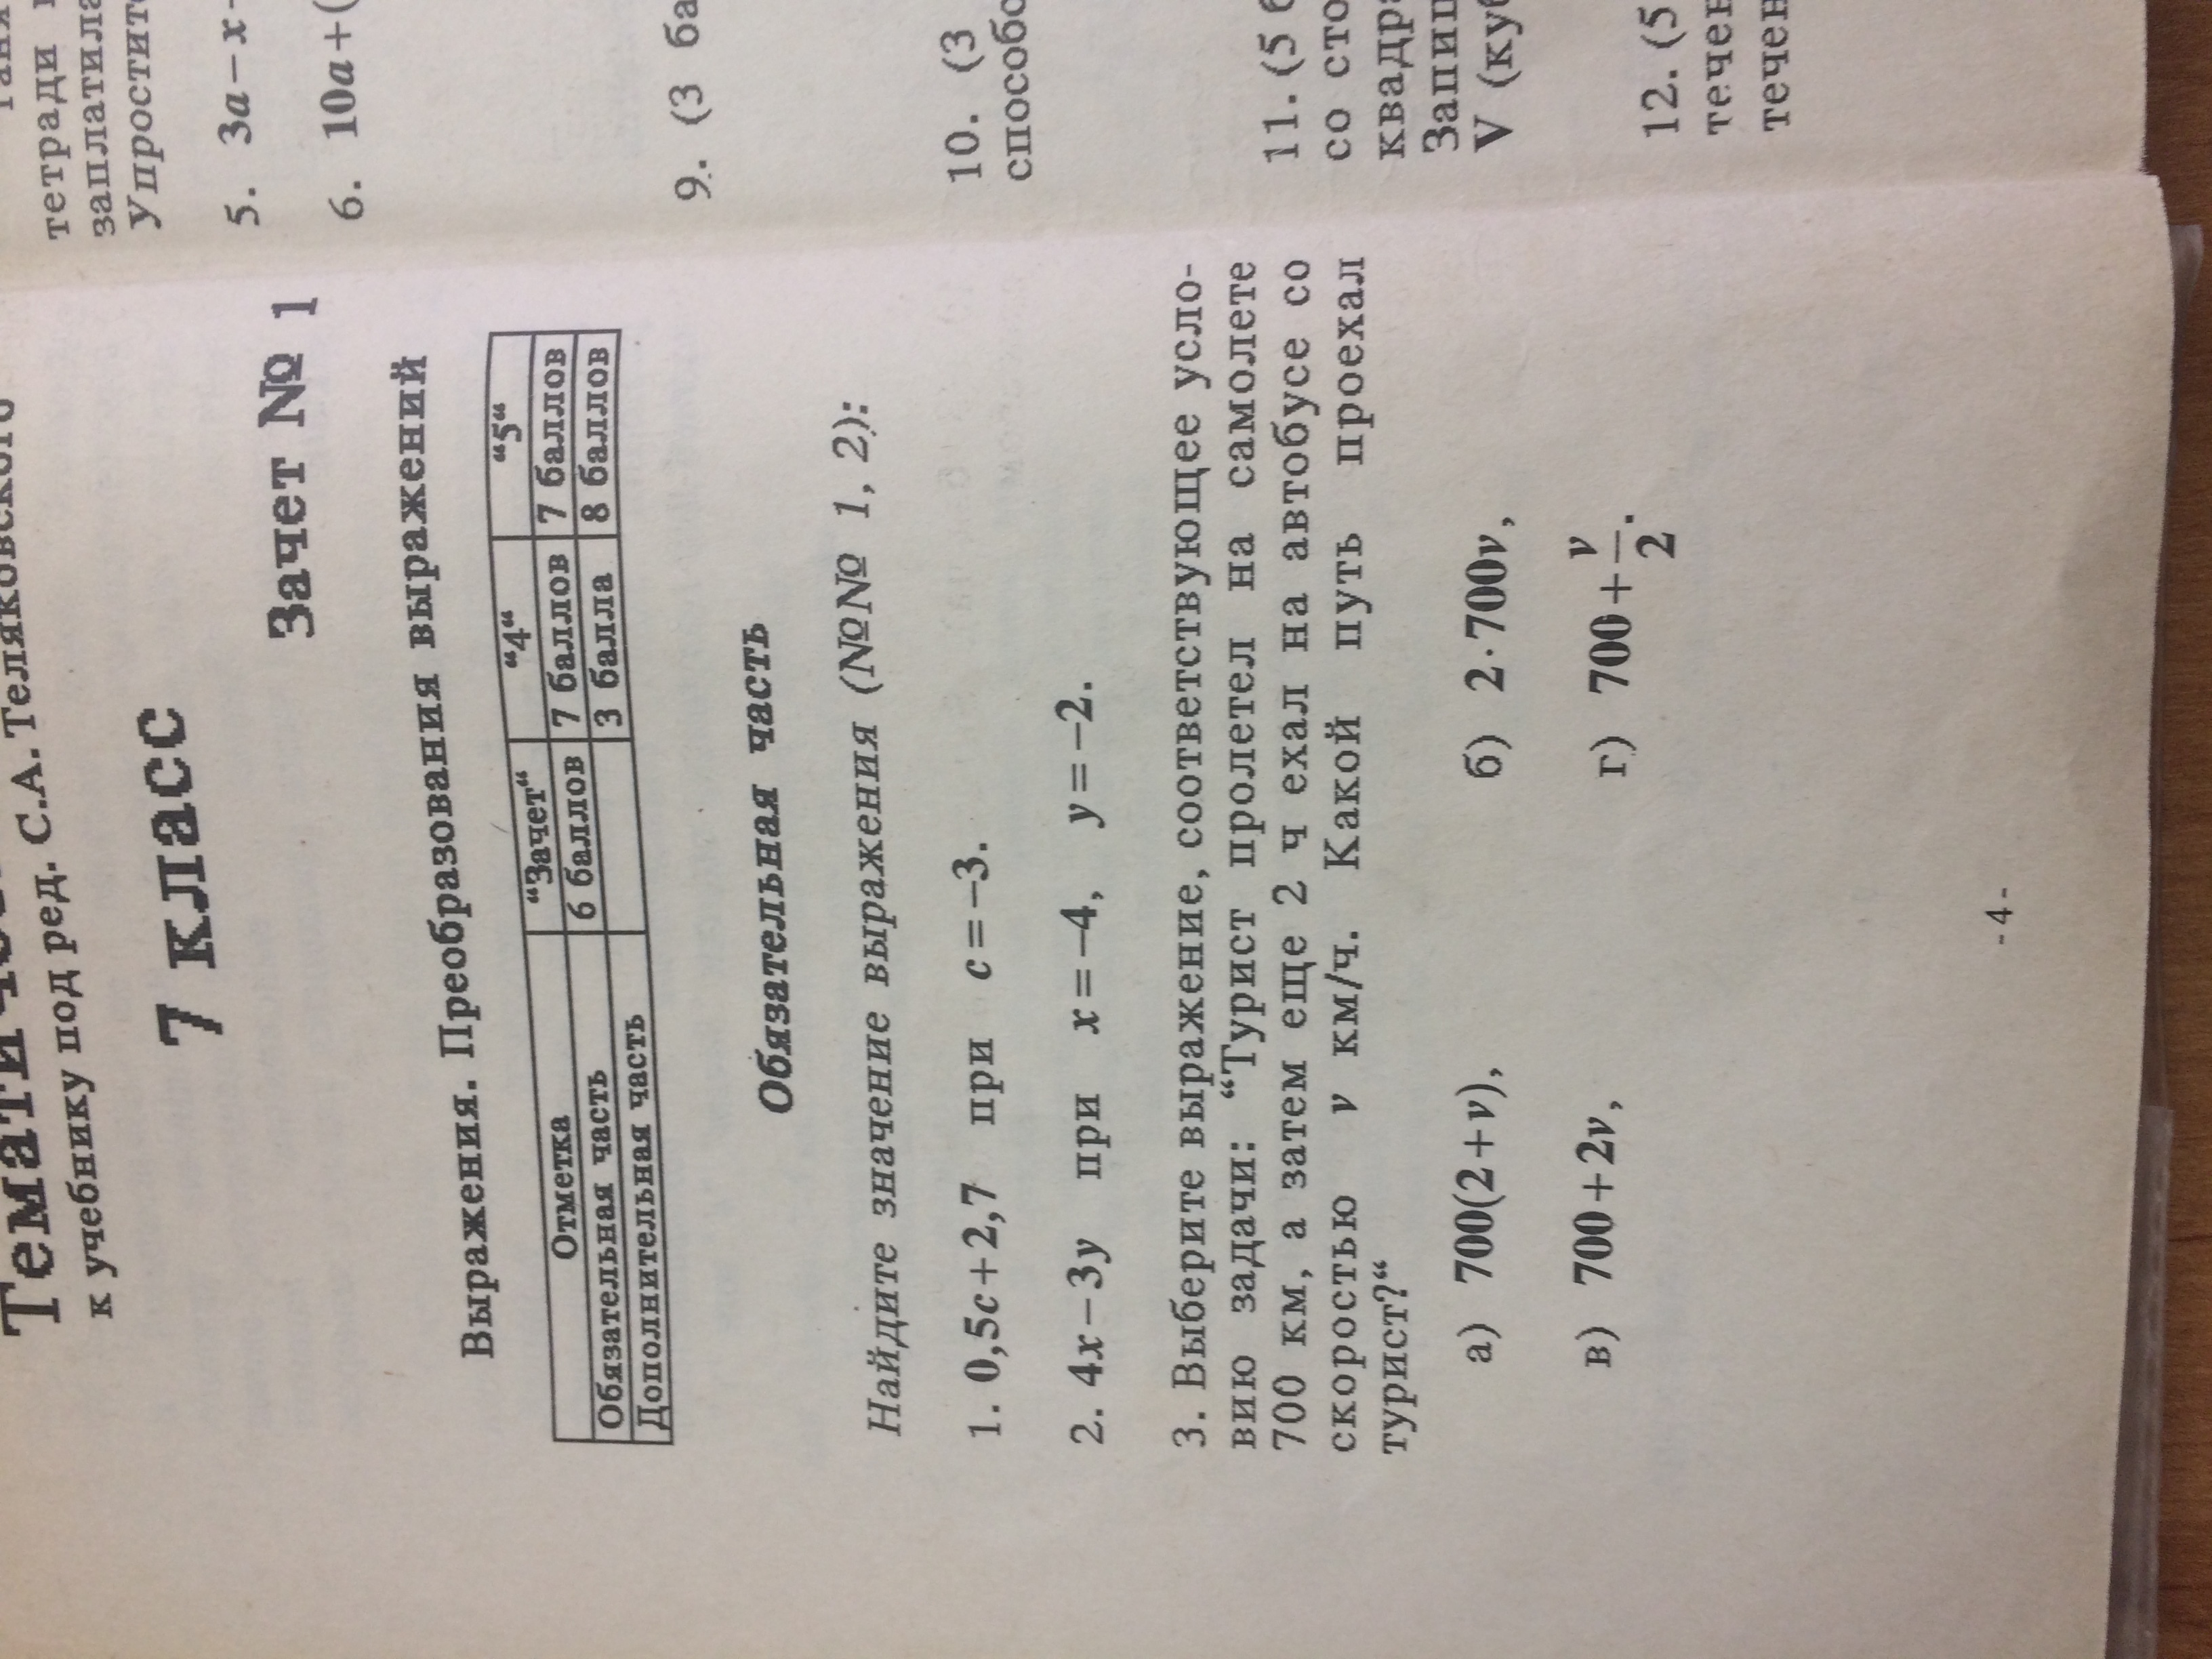 к учебнику под ред. С.А.Теляковского
7 класс
Зачет № 1
Выражения. Преобразования выражений
Отметка “Зачет“ “4“ “5“
Обязательная часть 6 баллов 7 баллов 7 баллов
Дополнительная часть 3 балла 8 баллов
Обязательная часть
Найдите значение выражения (№№ 1, 2):
1. 0,5c+2,7 при c=−3.
2. 4x−3y при x=−4, y=−2.
3. Выберите выражение, соответствующее усло-
вию задачи: “Турист пролетел на самолете
700 км, а затем еще 2 ч ехал на автобусе со
скоростью v км/ч. Какой путь проехал
турист?“
а) 700(2+v), б) 2·700v,
в) 700+2v, г) 700+v/2.
-4-
тетради
Упростит
5. 3a−x
6. 10a+(
9. (3 ба
10. (3
способо
11. (5 б
со сто
квадра
V (ку
12. (5
течен
течен